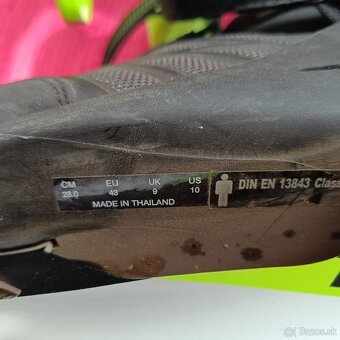 CM EU UK US
28.0 43 9 10
MADE IN THAILAND
DIN EN 13843 Class
Bazos.sk